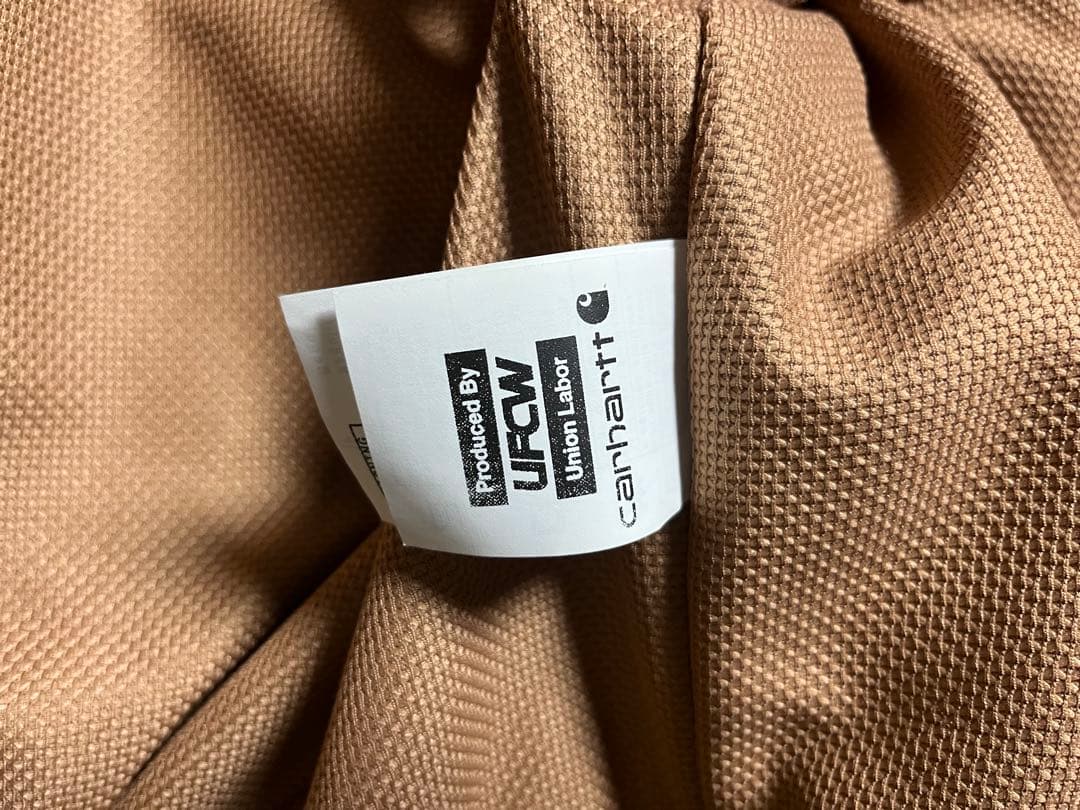 Produced By
UFCW
Union Labor
carhartt